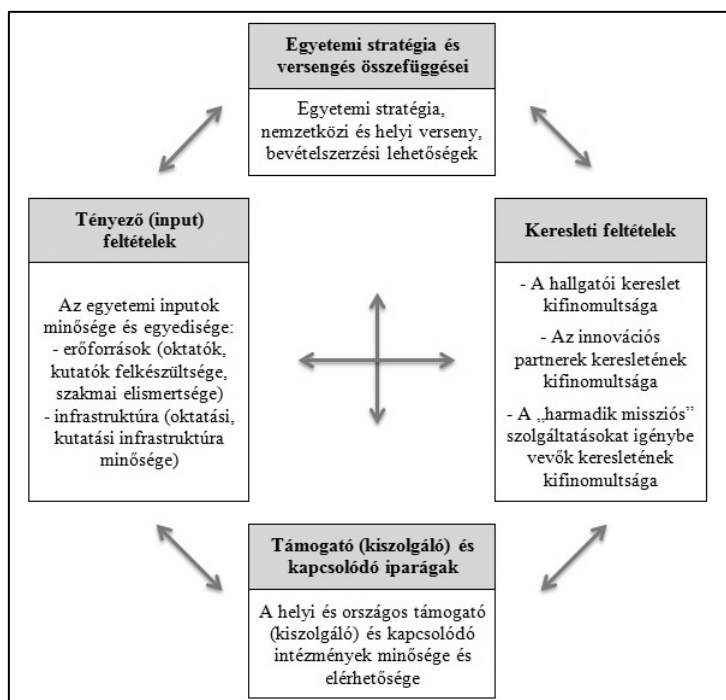 Egyetemi stratégia és
versengés összefüggései
Egyetemi stratégia,
nemzetközi és helyi verseny,
bevételszerzési lehetőségek
Tényező (input)
feltételek
Az egyetemi inputok
minősége és egyedisége:
- erőforrások (oktatók,
kutatók felkészültsége,
szakmai elismertsége)
- infrastruktúra (oktatási,
kutatási infrastruktúra
minősége)
Keresleti feltételek
- A hallgatói kereslet
kifinomultsága
- Az innovációs
partnerek keresletének
kifinomultsága
- A „harmadik missziós”
szolgáltatásokat igénybe
vevők keresletének
kifinomultsága
Támogató (kiszolgáló) és
kapcsolódó iparágak
A helyi és országos támogató
(kiszolgáló) és kapcsolódó
intézmények minősége és
elérhetősége